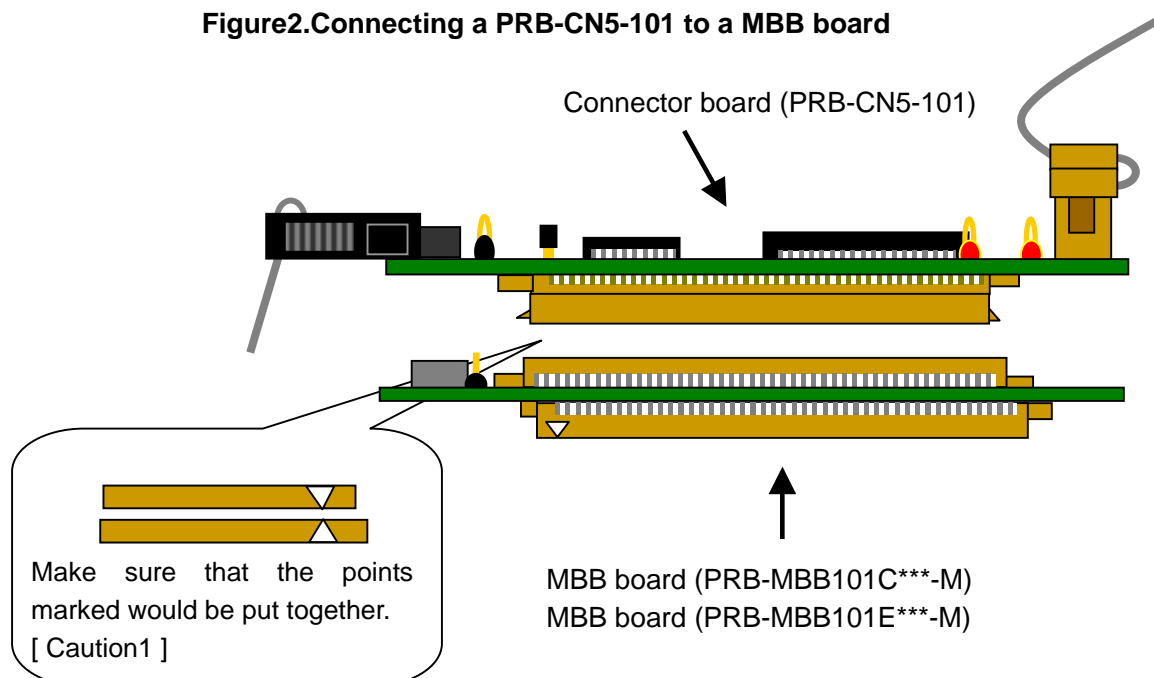 Figure2.Connecting a PRB-CN5-101 to a MBB board
Connector board (PRB-CN5-101)
Make sure that the points
marked would be put together.
[ Caution1 ]
MBB board (PRB-MBB101C***-M)
MBB board (PRB-MBB101E***-M)